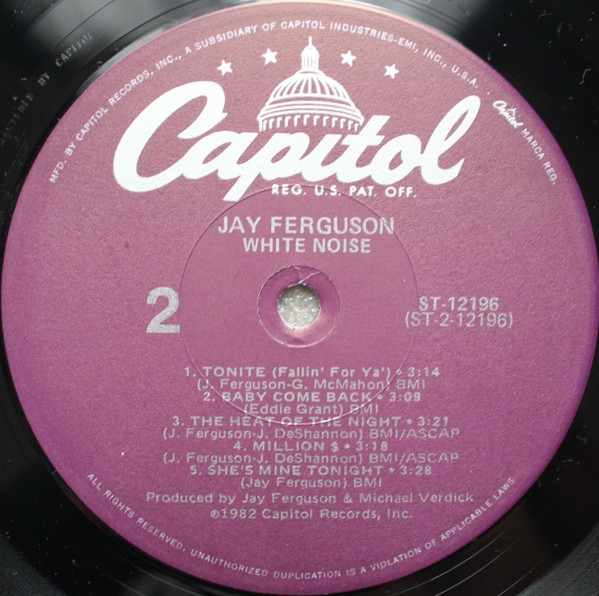 MFD. BY CAPITOL RECORDS, INC., A SUBSIDIARY OF CAPITOL INDUSTRIES-EMI, INC., U.S.A. • Capitol MARCA REG.
Capitol
REG. U.S. PAT. OFF.
JAY FERGUSON
WHITE NOISE
2
ST-12196
(ST-2-12196)
1. TONITE (Fallin' For Ya') • 3:14
(J. Ferguson-G. McMahon) BMI
2. BABY COME BACK • 3:09
(Eddie Grant) BMI
3. THE HEAT OF THE NIGHT • 3:21
(J. Ferguson-J. DeShannon) BMI/ASCAP
4. MILLION $ • 3:18
(J. Ferguson-J. DeShannon) BMI/ASCAP
5. SHE'S MINE TONIGHT • 3:28
(Jay Ferguson) BMI
Produced by Jay Ferguson & Michael Verdick
℗1982 Capitol Records, Inc.
ALL RIGHTS RESERVED. UNAUTHORIZED DUPLICATION IS A VIOLATION OF APPLICABLE LAWS.